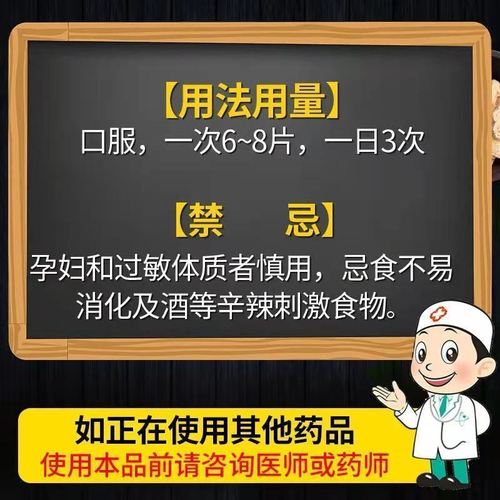 【用法用量】
口服，一次6~8片，一日3次
【禁 忌】
孕妇和过敏体质者慎用，忌食不易
消化及酒等辛辣刺激食物。
如正在使用其他药品
使用本品前请咨询医师或药师